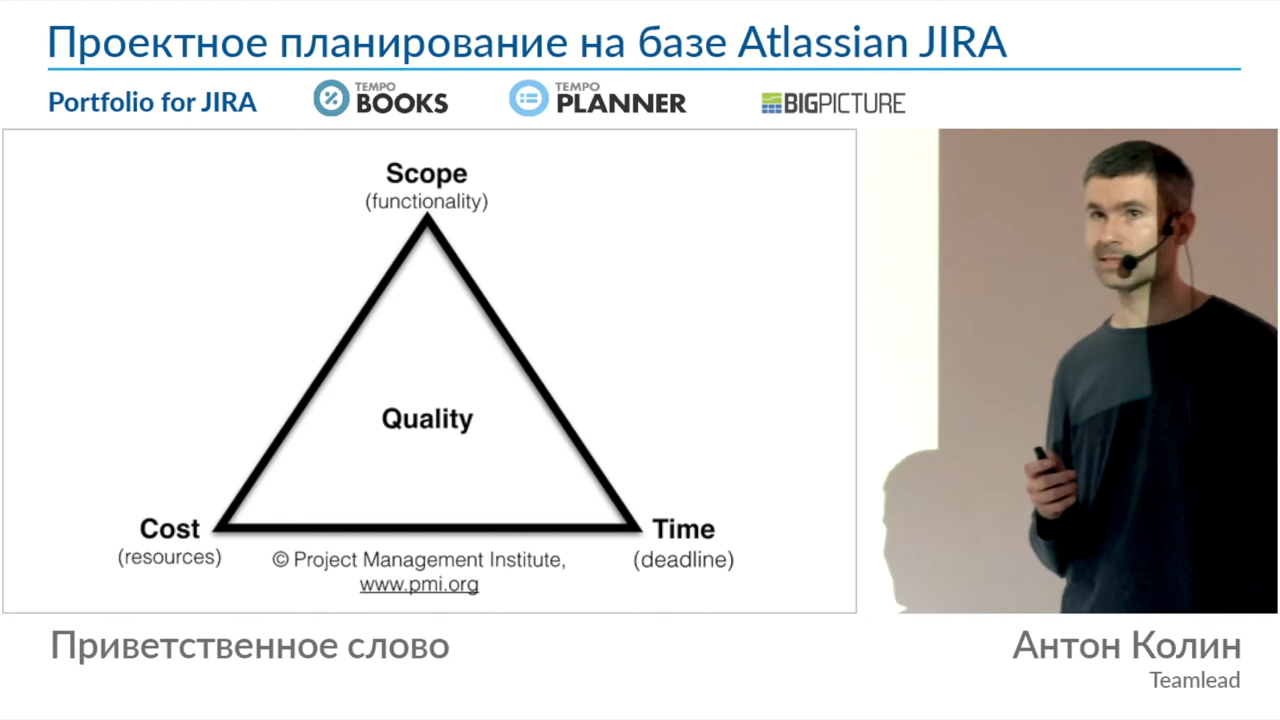 Проектное планирование на базе Atlassian JIRA
Portfolio for JIRA
TEMPO
BOOKS
TEMPO
PLANNER
BIGPICTURE
Scope
(functionality)
Quality
Cost
(resources)
Time
(deadline)
© Project Management Institute,
www.pmi.org
Приветственное слово
Антон Колин
Teamlead